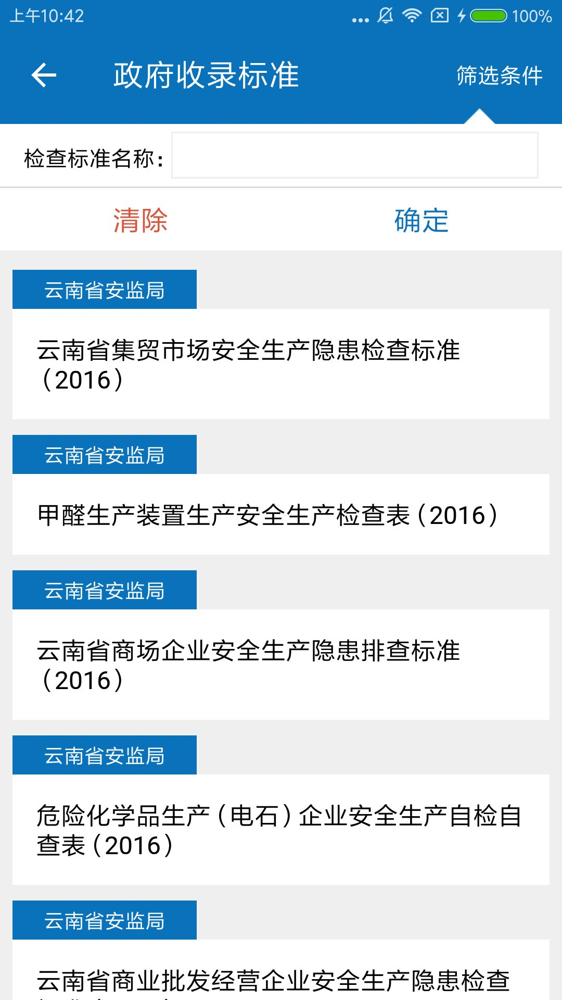 上午10:42
100%
政府收录标准
筛选条件
检查标准名称:
清除
确定
云南省安监局
云南省集贸市场安全生产隐患检查标准
（2016）
云南省安监局
甲醛生产装置生产安全生产检查表（2016）
云南省安监局
云南省商场企业安全生产隐患排查标准
（2016）
云南省安监局
危险化学品生产（电石）企业安全生产自检自
查表（2016）
云南省安监局
云南省商业批发经营企业安全生产隐患检查